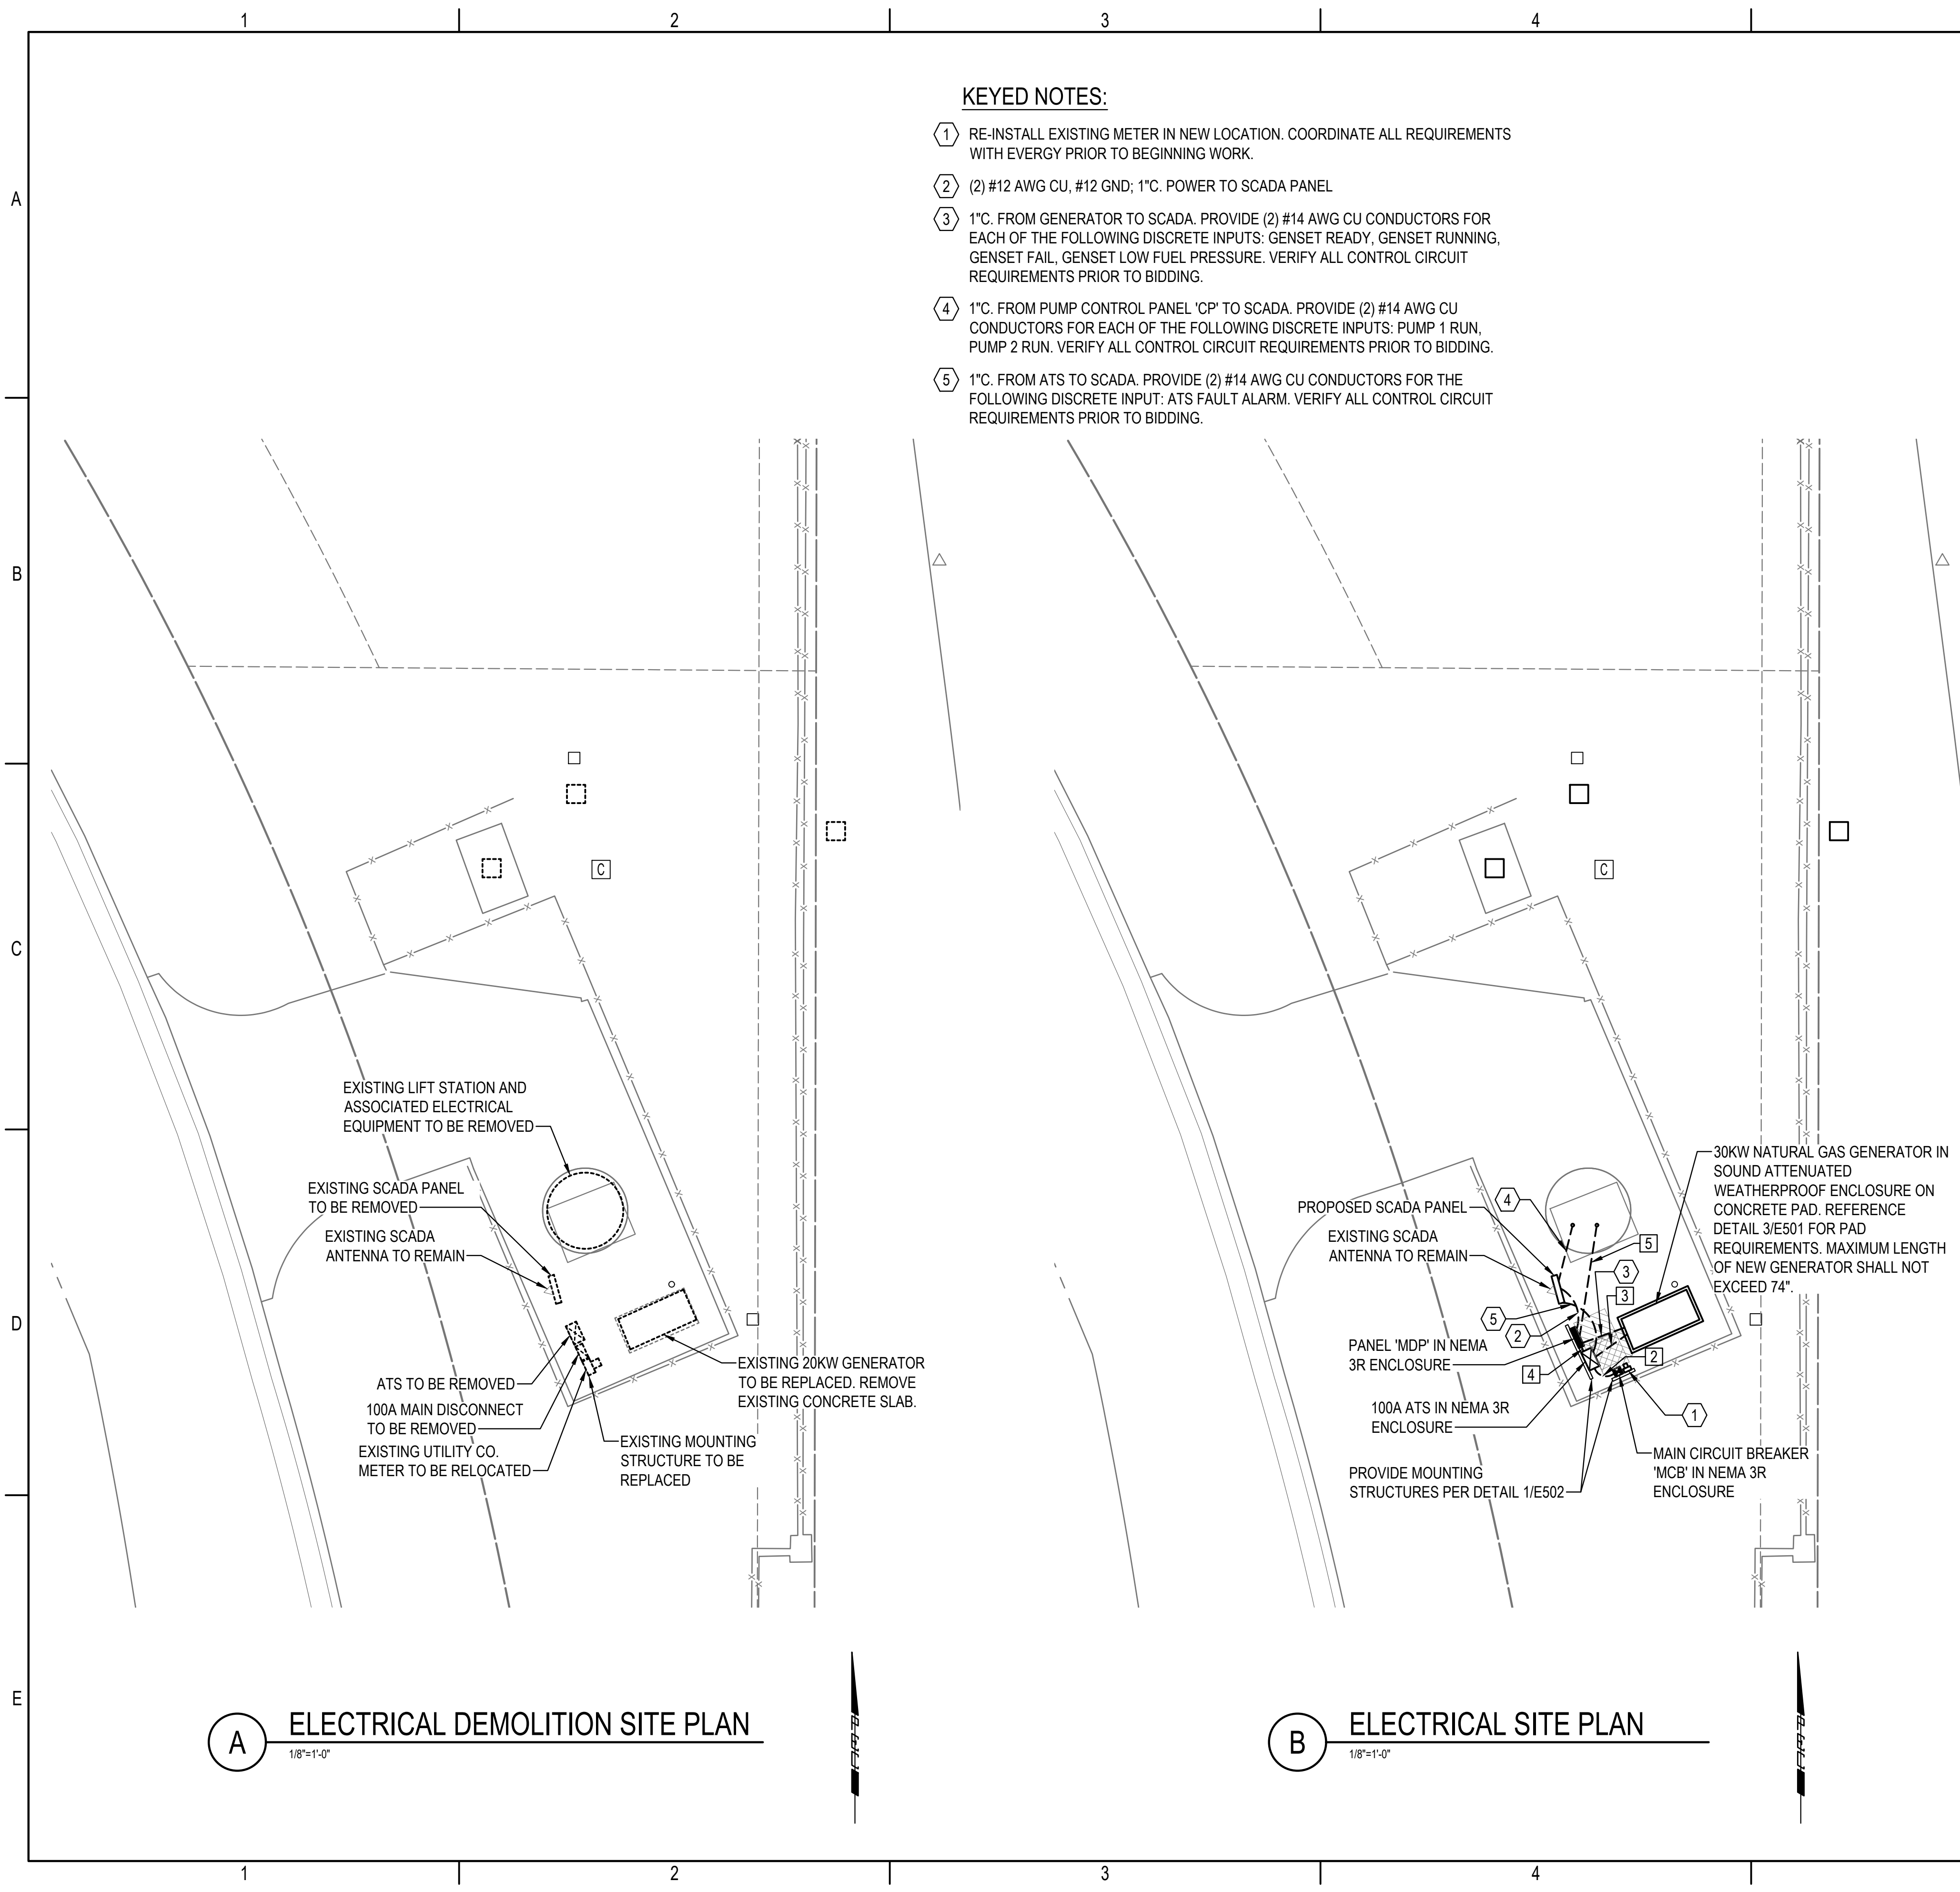 1 2 3 4
KEYED NOTES:
1 RE-INSTALL EXISTING METER IN NEW LOCATION. COORDINATE ALL REQUIREMENTS
WITH EVERGY PRIOR TO BEGINNING WORK.
2 (2) #12 AWG CU, #12 GND; 1"C. POWER TO SCADA PANEL
3 1"C. FROM GENERATOR TO SCADA. PROVIDE (2) #14 AWG CU CONDUCTORS FOR
EACH OF THE FOLLOWING DISCRETE INPUTS: GENSET READY, GENSET RUNNING,
GENSET FAIL, GENSET LOW FUEL PRESSURE. VERIFY ALL CONTROL CIRCUIT
REQUIREMENTS PRIOR TO BIDDING.
4 1"C. FROM PUMP CONTROL PANEL 'CP' TO SCADA. PROVIDE (2) #14 AWG CU
CONDUCTORS FOR EACH OF THE FOLLOWING DISCRETE INPUTS: PUMP 1 RUN,
PUMP 2 RUN. VERIFY ALL CONTROL CIRCUIT REQUIREMENTS PRIOR TO BIDDING.
5 1"C. FROM ATS TO SCADA. PROVIDE (2) #14 AWG CU CONDUCTORS FOR THE
FOLLOWING DISCRETE INPUT: ATS FAULT ALARM. VERIFY ALL CONTROL CIRCUIT
REQUIREMENTS PRIOR TO BIDDING.
A
B
C
D
E
C
EXISTING LIFT STATION AND
ASSOCIATED ELECTRICAL
EQUIPMENT TO BE REMOVED
EXISTING SCADA PANEL
TO BE REMOVED
EXISTING SCADA
ANTENNA TO REMAIN
ATS TO BE REMOVED
100A MAIN DISCONNECT
TO BE REMOVED
EXISTING UTILITY CO.
METER TO BE RELOCATED
EXISTING MOUNTING
STRUCTURE TO BE
REPLACED
EXISTING 20KW GENERATOR
TO BE REPLACED. REMOVE
EXISTING CONCRETE SLAB.
C
30KW NATURAL GAS GENERATOR IN
SOUND ATTENUATED
WEATHERPROOF ENCLOSURE ON
CONCRETE PAD. REFERENCE
DETAIL 3/E501 FOR PAD
REQUIREMENTS. MAXIMUM LENGTH
OF NEW GENERATOR SHALL NOT
EXCEED 74".
PROPOSED SCADA PANEL
4
EXISTING SCADA
ANTENNA TO REMAIN
5
3
3
5
2
PANEL 'MDP' IN NEMA
3R ENCLOSURE
2
4
100A ATS IN NEMA 3R
ENCLOSURE
1
MAIN CIRCUIT BREAKER
'MCB' IN NEMA 3R
ENCLOSURE
PROVIDE MOUNTING
STRUCTURES PER DETAIL 1/E502
A ELECTRICAL DEMOLITION SITE PLAN
1/8"=1'-0"
B ELECTRICAL SITE PLAN
1/8"=1'-0"
1 2 3 4